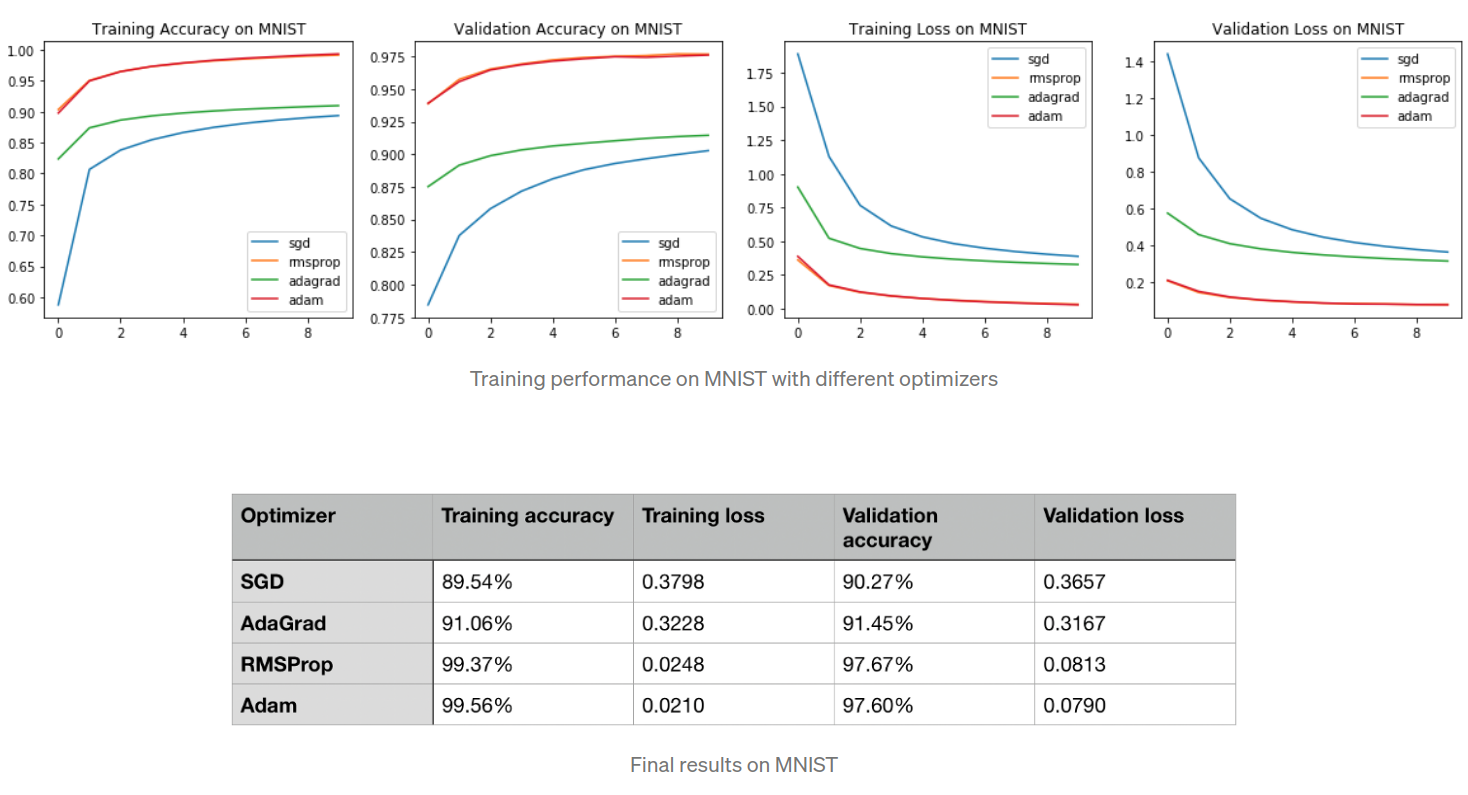 Training Accuracy on MNIST
1.00
0.95
0.90
0.85
0.80
0.75
0.70
0.65
0.60
0 2 4 6 8
sgd
rmsprop
adagrad
adam
Validation Accuracy on MNIST
0.975
0.950
0.925
0.900
0.875
0.850
0.825
0.800
0.775
0 2 4 6 8
sgd
rmsprop
adagrad
adam
Training Loss on MNIST
1.75
1.50
1.25
1.00
0.75
0.50
0.25
0.00
0 2 4 6 8
sgd
rmsprop
adagrad
adam
Validation Loss on MNIST
1.4
1.2
1.0
0.8
0.6
0.4
0.2
0 2 4 6 8
sgd
rmsprop
adagrad
adam
Training performance on MNIST with different optimizers
Optimizer Training accuracy Training loss Validation Validation loss
accuracy
SGD 89.54% 0.3798 90.27% 0.3657
AdaGrad 91.06% 0.3228 91.45% 0.3167
RMSProp 99.37% 0.0248 97.67% 0.0813
Adam 99.56% 0.0210 97.60% 0.0790
Final results on MNIST